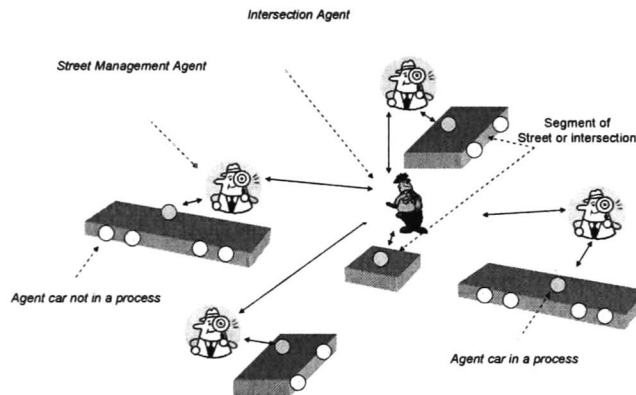 Intersection Agent
Street Management Agent
Segment of
Street or intersection
Agent car not in a process
Agent car in a process